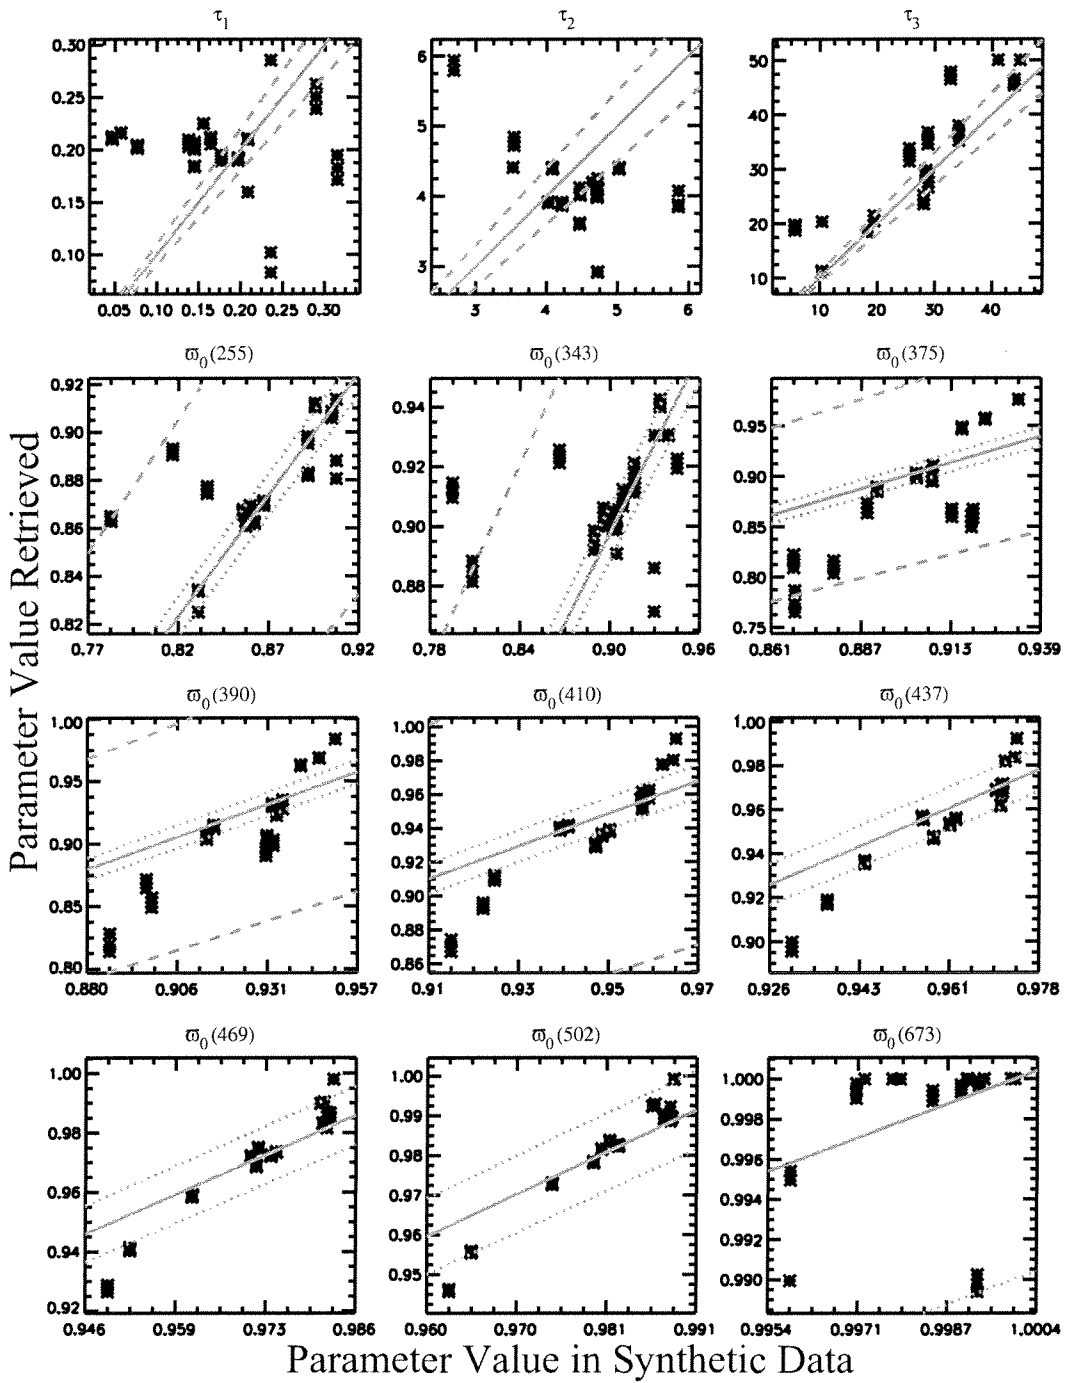 τ1 τ2 τ3
0.30 0.25 0.20 0.15 0.10
0.05 0.10 0.15 0.20 0.25 0.30
6 5 4 3
3 4 5 6
50 40 30 20 10
10 20 30 40
ϖ0(255) ϖ0(343) ϖ0(375)
0.92 0.90 0.88 0.86 0.84 0.82
0.77 0.82 0.87 0.92
0.94 0.92 0.90 0.88
0.78 0.84 0.90 0.96
0.95 0.90 0.85 0.80 0.75
0.861 0.887 0.913 0.939
Parameter Value Retrieved
ϖ0(390) ϖ0(410) ϖ0(437)
1.00 0.95 0.90 0.85 0.80
0.880 0.906 0.931 0.957
1.00 0.98 0.96 0.94 0.92 0.90 0.88 0.86
0.91 0.93 0.95 0.97
1.00 0.98 0.96 0.94 0.92 0.90
0.926 0.943 0.961 0.978
ϖ0(469) ϖ0(502) ϖ0(673)
1.00 0.98 0.96 0.94 0.92
0.946 0.959 0.973 0.986
1.00 0.99 0.98 0.97 0.96 0.95
0.960 0.970 0.981 0.991
1.000 0.998 0.996 0.994 0.992 0.990
0.9954 0.9971 0.9987 1.0004
Parameter Value in Synthetic Data